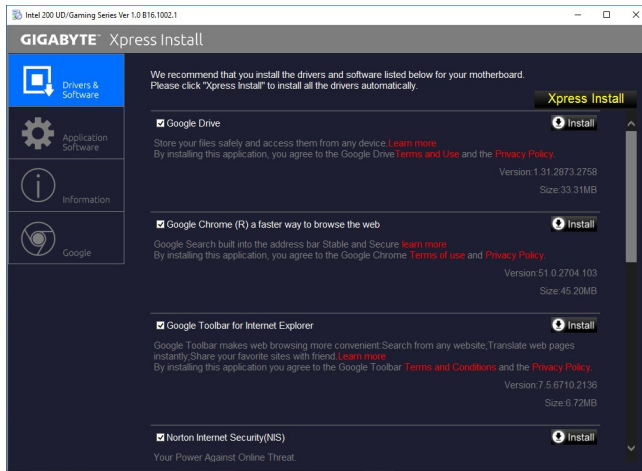 Intel 200 UD/Gaming Series Ver 1.0 B16.1002.1
GIGABYTE™ Xpress Install
Drivers &
Software
Application
Software
Information
Google
We recommend that you install the drivers and software listed below for your motherboard.
Please click "Xpress Install" to install all the drivers automatically.
Xpress Install
Google Drive
Install
Store your files safely and access them from any device.Learn more
By installing this application, you agree to the Google DriveTerms and Use and the Privacy Policy.
Version:1.31.2873.2758
Size:33.31MB
Google Chrome (R) a faster way to browse the web
Install
Google Search built into the address bar Stable and Secure learn more
By installing this application, you agree to the Google Chrome Terms of use and Privacy Policy.
Version:51.0.2704.103
Size:45.20MB
Google Toolbar for Internet Explorer
Install
Google Toolbar makes web browsing more convenient:Search from any website;Translate web pages
instantly;Share your favorite sites with friend.Learn more
By installing this application you agree to the Google Toolbar Terms and Conditions and the Privacy Policy.
Version:7.5.6710.2136
Size:6.72MB
Norton Internet Security(NIS)
Install
Your Power Against Online Threat.